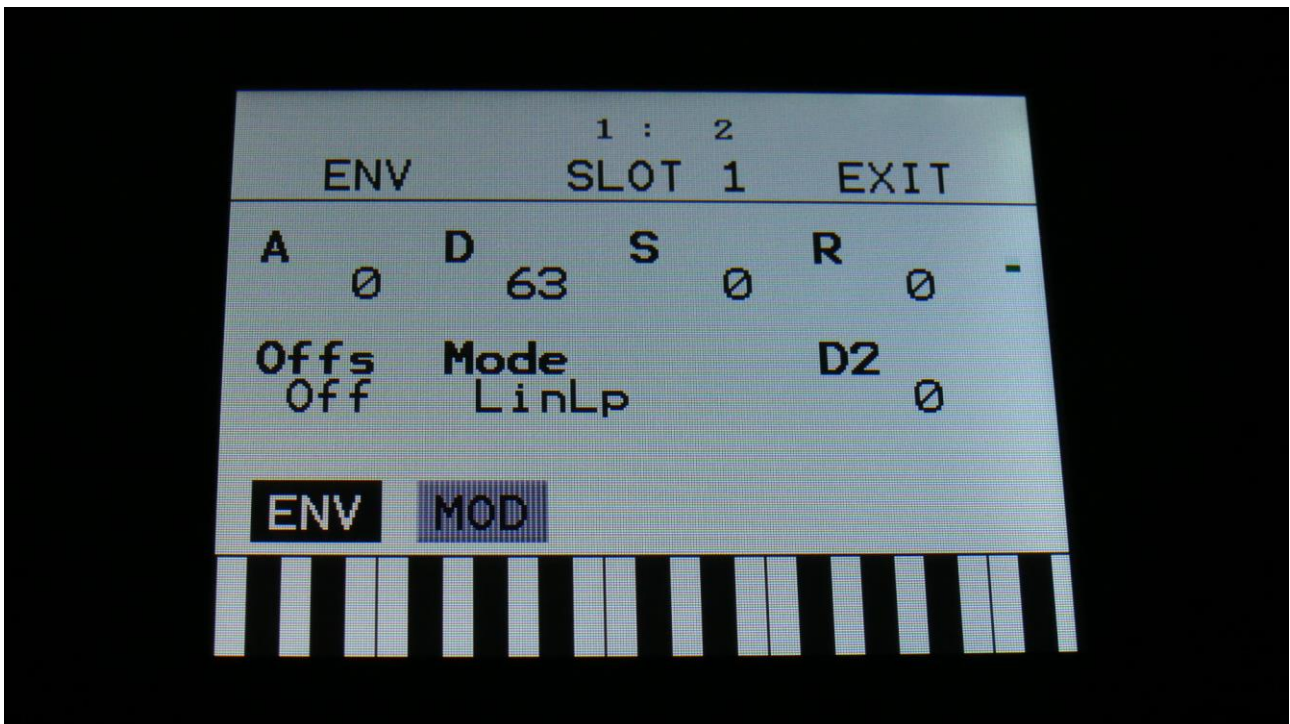 1 : 2
ENV SLOT 1 EXIT
A D S R
0 63 0 0 -
Offs Mode D2
Off LinLp 0
ENV MOD